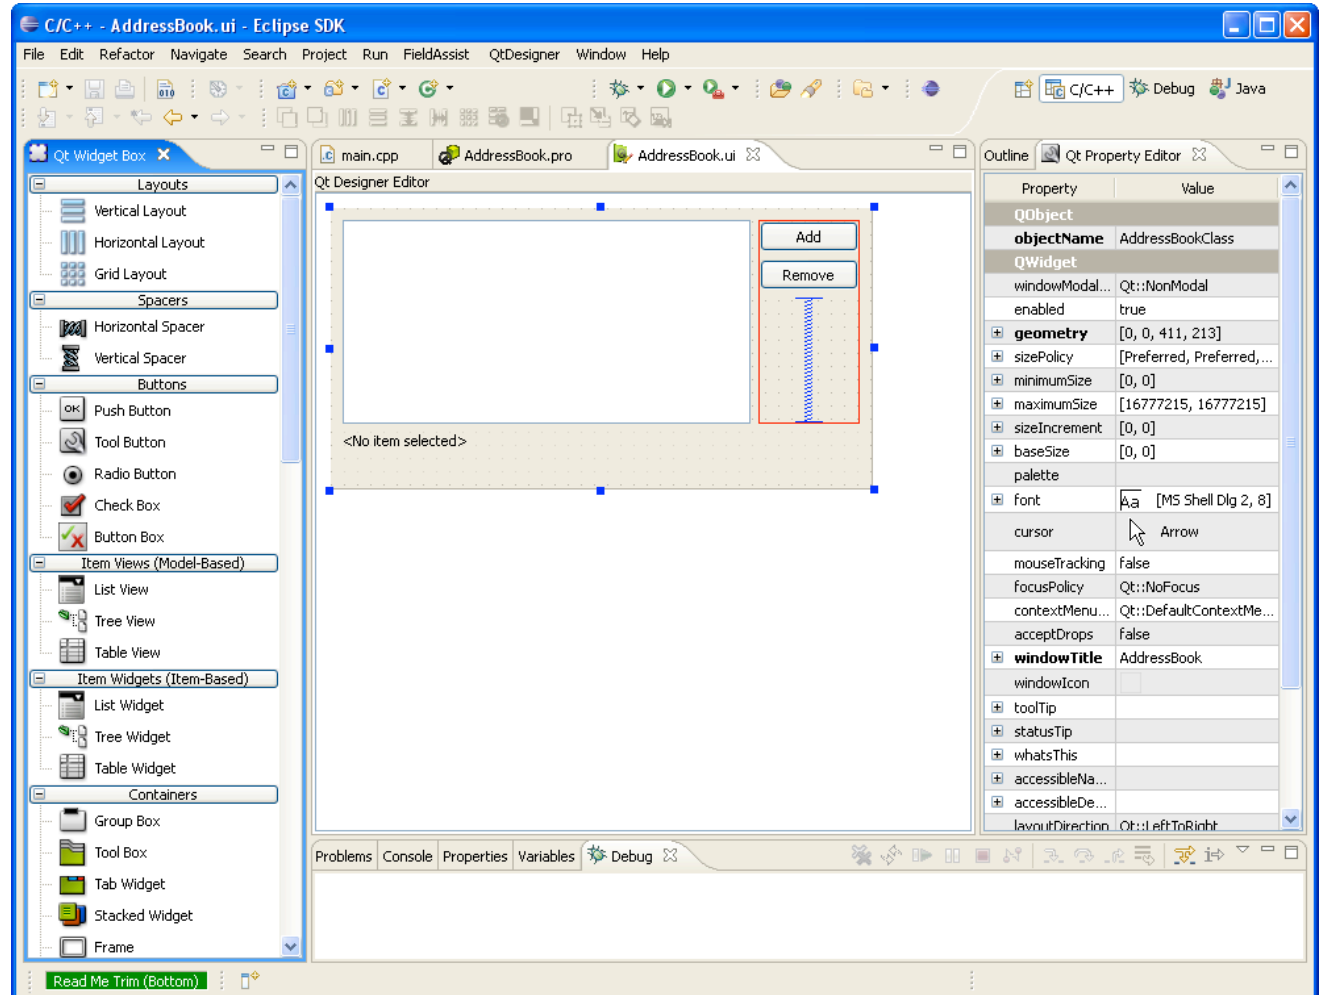 C/C++ - AddressBook.ui - Eclipse SDK
File Edit Refactor Navigate Search Project Run FieldAssist QtDesigner Window Help
C/C++ Debug Java
Qt Widget Box
Layouts
Vertical Layout
Horizontal Layout
Grid Layout
Spacers
Horizontal Spacer
Vertical Spacer
Buttons
OK Push Button
Tool Button
Radio Button
Check Box
Button Box
Item Views (Model-Based)
List View
Tree View
Table View
Item Widgets (Item-Based)
List Widget
Tree Widget
Table Widget
Containers
Group Box
Tool Box
Tab Widget
Stacked Widget
Frame
main.cpp AddressBook.pro AddressBook.ui
Qt Designer Editor
Add
Remove
<No item selected>
Outline Qt Property Editor
Property Value
QObject
objectName AddressBookClass
QWidget
windowModal... Qt::NonModal
enabled true
geometry [0, 0, 411, 213]
sizePolicy [Preferred, Preferred,...
minimumSize [0, 0]
maximumSize [16777215, 16777215]
sizeIncrement [0, 0]
baseSize [0, 0]
palette
font Aa [MS Shell Dlg 2, 8]
cursor Arrow
mouseTracking false
focusPolicy Qt::NoFocus
contextMenu... Qt::DefaultContextMe...
acceptDrops false
windowTitle AddressBook
windowIcon
toolTip
statusTip
whatsThis
accessibleNa...
accessibleDe...
layoutDirection Qt::LeftToRight
Problems Console Properties Variables Debug
Read Me Trim (Bottom)